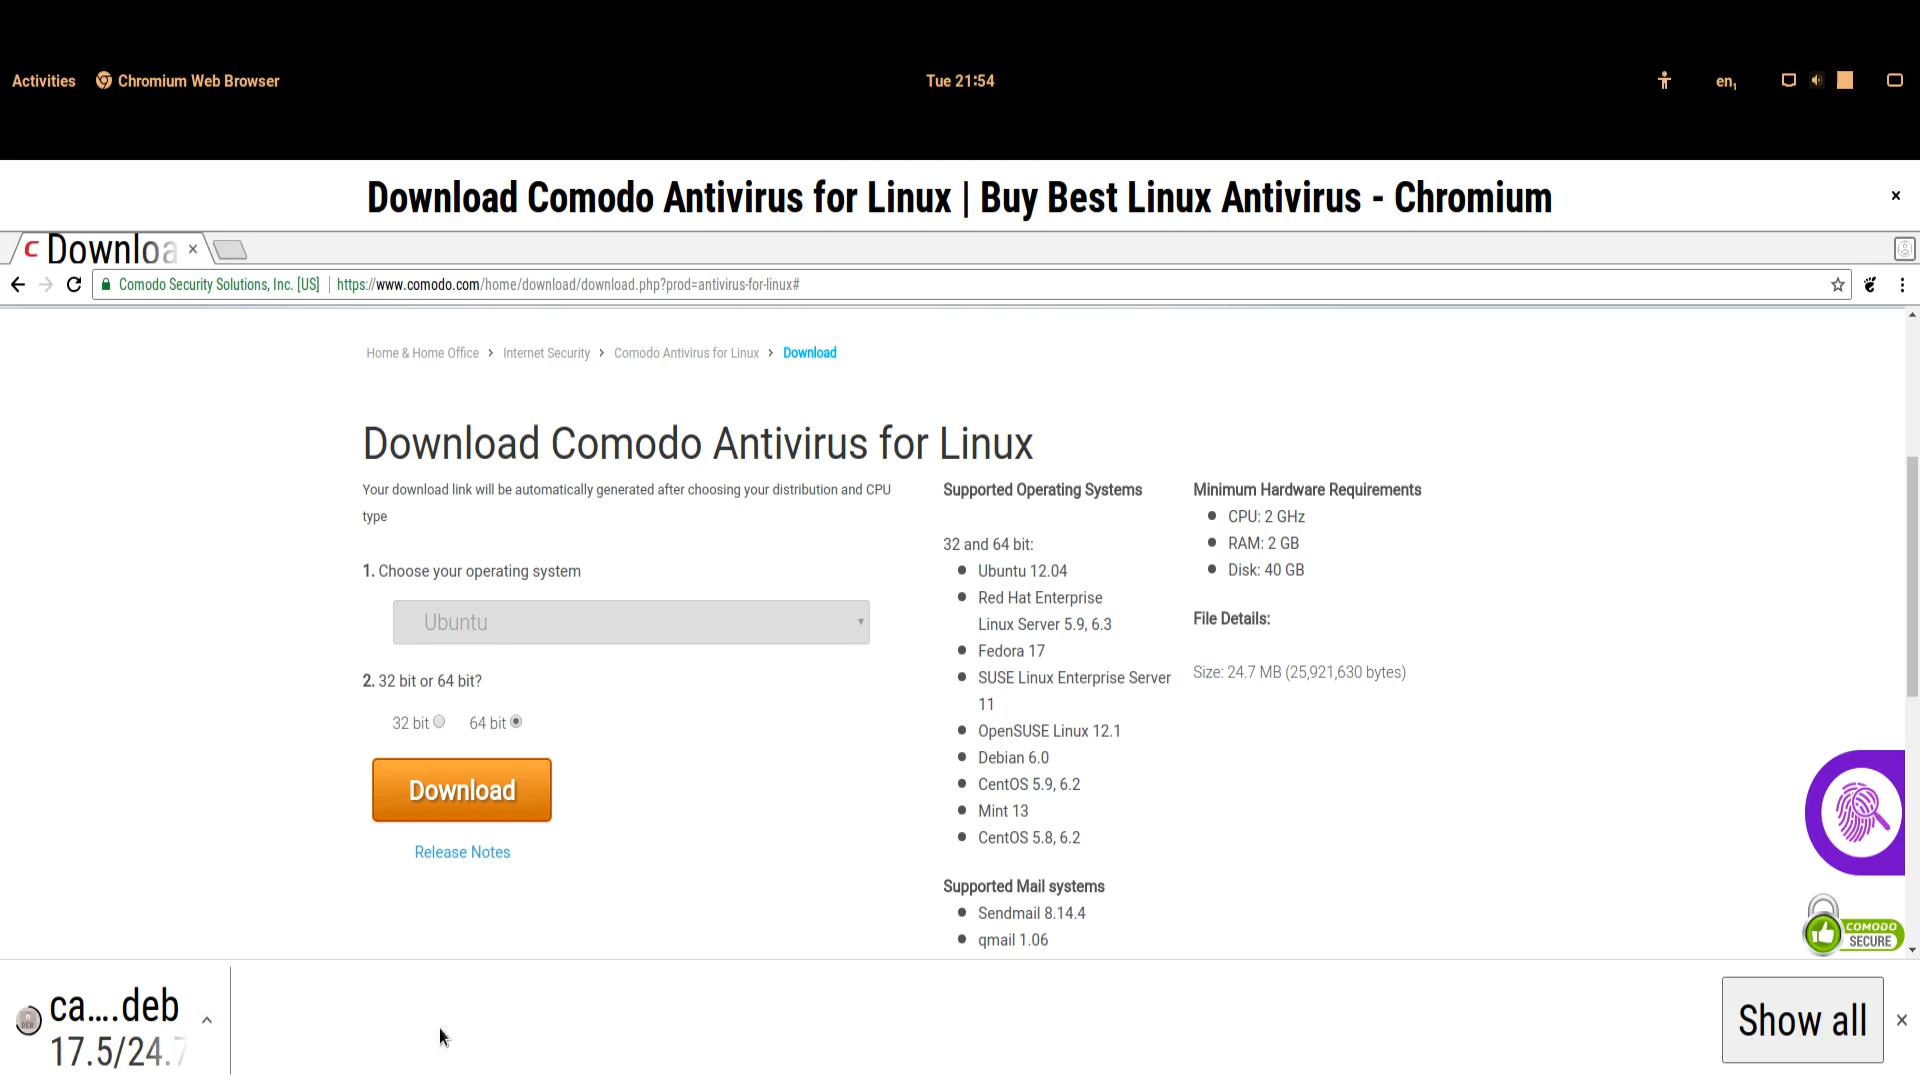 Activities
Chromium Web Browser
Tue 21:54
en1
Download Comodo Antivirus for Linux | Buy Best Linux Antivirus - Chromium
Downloa
Comodo Security Solutions, Inc. [US]
https://www.comodo.com/home/download/download.php?prod=antivirus-for-linux#
Home & Home Office > Internet Security > Comodo Antivirus for Linux > Download
Download Comodo Antivirus for Linux
Your download link will be automatically generated after choosing your distribution and CPU
type
1. Choose your operating system
Ubuntu
2. 32 bit or 64 bit?
32 bit
64 bit
Download
Release Notes
Supported Operating Systems
32 and 64 bit:
Ubuntu 12.04
Red Hat Enterprise
Linux Server 5.9, 6.3
Fedora 17
SUSE Linux Enterprise Server
11
OpenSUSE Linux 12.1
Debian 6.0
CentOS 5.9, 6.2
Mint 13
CentOS 5.8, 6.2
Supported Mail systems
Sendmail 8.14.4
qmail 1.06
Minimum Hardware Requirements
CPU: 2 GHz
RAM: 2 GB
Disk: 40 GB
File Details:
Size: 24.7 MB (25,921,630 bytes)
COMODO
SECURE
ca....deb
17.5/24.7
Show all